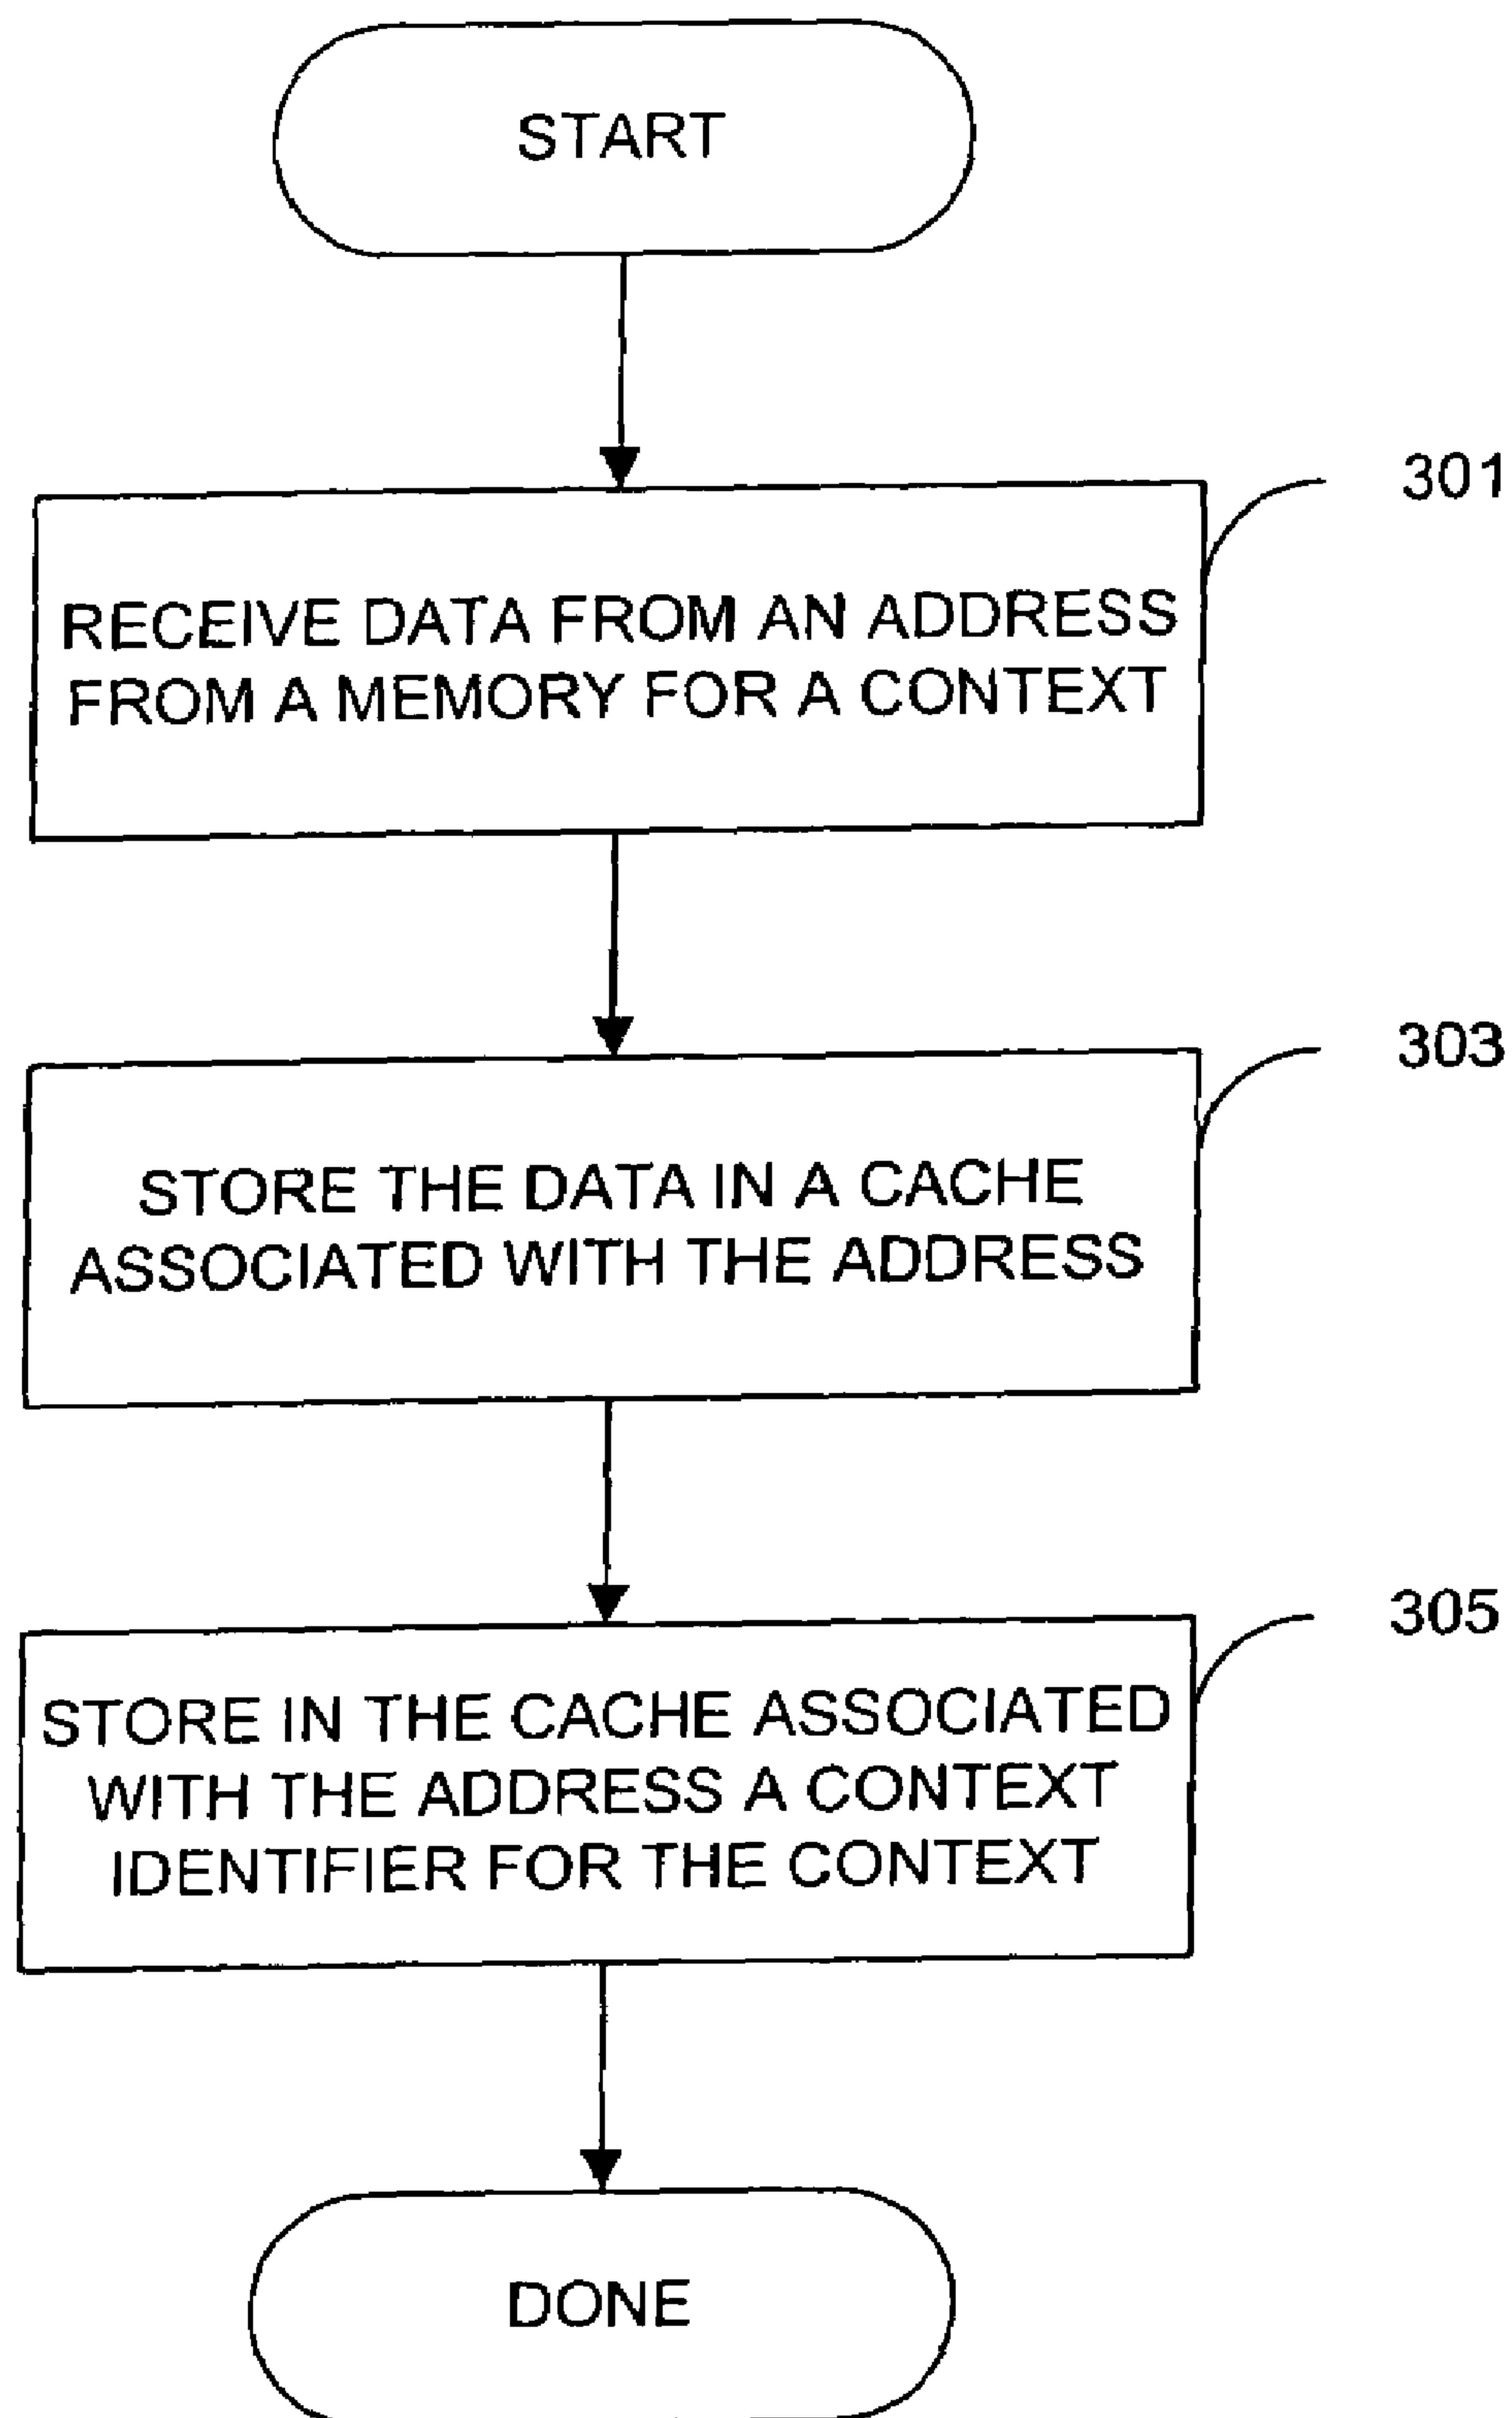 START
301
RECEIVE DATA FROM AN ADDRESS
FROM A MEMORY FOR A CONTEXT
303
STORE THE DATA IN A CACHE
ASSOCIATED WITH THE ADDRESS
305
STORE IN THE CACHE ASSOCIATED
WITH THE ADDRESS A CONTEXT
IDENTIFIER FOR THE CONTEXT
DONE